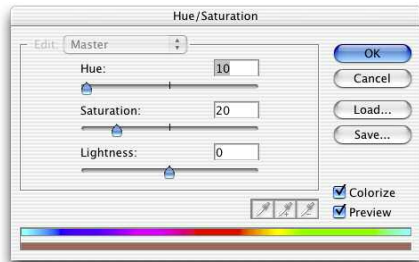 Hue/Saturation
Edit: Master
Hue: 10
Saturation: 20
Lightness: 0
OK
Cancel
Load...
Save...
Colorize
Preview